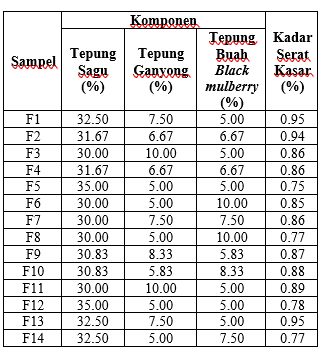 Sampel Komponen Kadar Serat Kasar (%)
Tepung Sagu (%) Tepung Ganyong (%) Tepung Buah Black mulberry (%)
F1 32.50 7.50 5.00 0.95
F2 31.67 6.67 6.67 0.94
F3 30.00 10.00 5.00 0.86
F4 31.67 6.67 6.67 0.86
F5 35.00 5.00 5.00 0.75
F6 30.00 5.00 10.00 0.85
F7 30.00 7.50 7.50 0.86
F8 30.00 5.00 10.00 0.77
F9 30.83 8.33 5.83 0.87
F10 30.83 5.83 8.33 0.88
F11 30.00 10.00 5.00 0.89
F12 35.00 5.00 5.00 0.78
F13 32.50 7.50 5.00 0.95
F14 32.50 5.00 7.50 0.77